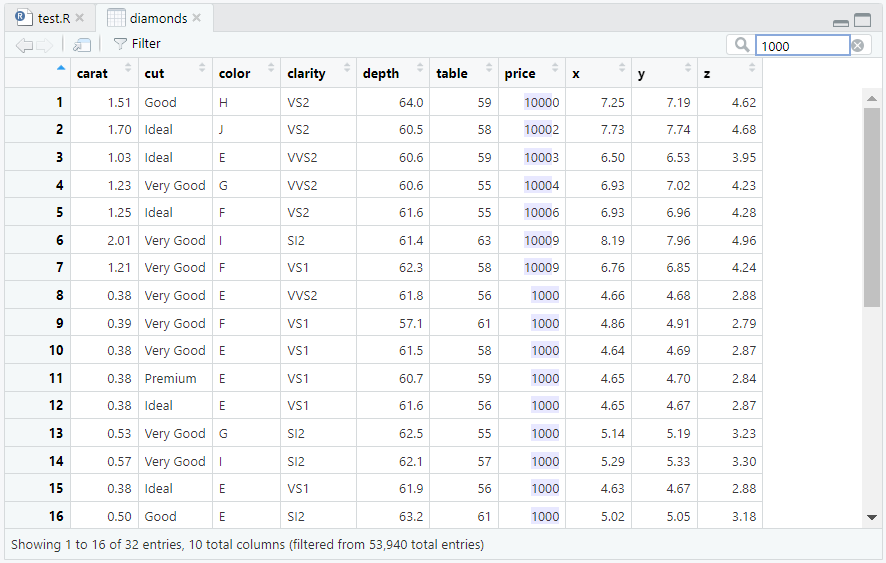 test.R diamonds
Filter 1000
carat cut color clarity depth table price x y z
1 1.51 Good H VS2 64.0 59 10000 7.25 7.19 4.62
2 1.70 Ideal J VS2 60.5 58 10002 7.73 7.74 4.68
3 1.03 Ideal E VVS2 60.6 59 10003 6.50 6.53 3.95
4 1.23 Very Good G VVS2 60.6 55 10004 6.93 7.02 4.23
5 1.25 Ideal F VS2 61.6 55 10006 6.93 6.96 4.28
6 2.01 Very Good I SI2 61.4 63 10009 8.19 7.96 4.96
7 1.21 Very Good F VS1 62.3 58 10009 6.76 6.85 4.24
8 0.38 Very Good E VVS2 61.8 56 1000 4.66 4.68 2.88
9 0.39 Very Good F VS1 57.1 61 1000 4.86 4.91 2.79
10 0.38 Very Good E VS1 61.5 58 1000 4.64 4.69 2.87
11 0.38 Premium E VS1 60.7 59 1000 4.65 4.70 2.84
12 0.38 Ideal E VS1 61.6 56 1000 4.65 4.67 2.87
13 0.53 Very Good G SI2 62.5 55 1000 5.14 5.19 3.23
14 0.57 Very Good I SI2 62.1 57 1000 5.29 5.33 3.30
15 0.38 Ideal E VS1 61.9 56 1000 4.63 4.67 2.88
16 0.50 Good E SI2 63.2 61 1000 5.02 5.05 3.18
Showing 1 to 16 of 32 entries, 10 total columns (filtered from 53,940 total entries)